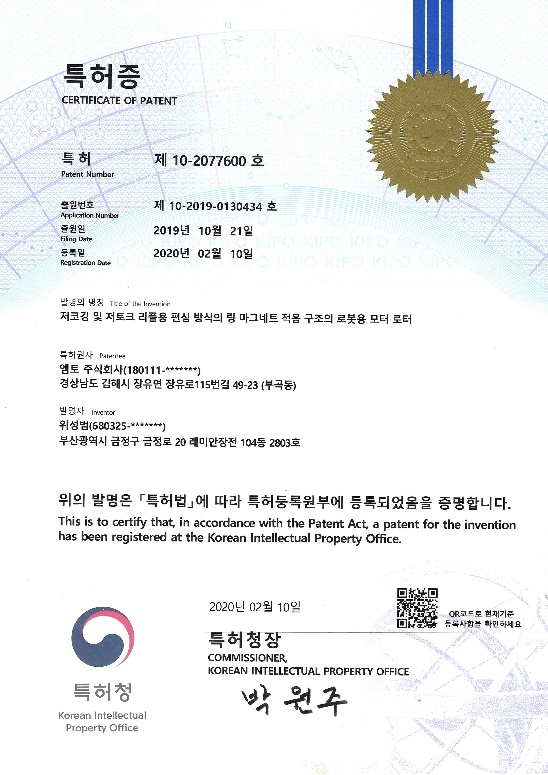 특허증
CERTIFICATE OF PATENT
특허 제 10-2077600 호
Patent Number
출원번호 제 10-2019-0130434 호
Application Number
출원일 2019년 10월 21일
Filing Date
등록일 2020년 02월 10일
Registration Date
KIPO KIPO KIPO KIPO KIPO
발명의 명칭 Title of the Invention
저코깅 및 저토크 리플용 편심 방식의 링 마그네트 적용 구조의 로봇용 모터 로터
특허권자 Patentee
엠토 주식회사(180111-*******)
경상남도 김해시 장유면 장유로115번길 49-23 (부곡동)
발명자 Inventor
위성범(680325-*******)
부산광역시 금정구 금정로 20 래미안장전 104동 2803호
위의 발명은 「특허법」에 따라 특허등록원부에 등록되었음을 증명합니다.
This is to certify that, in accordance with the Patent Act, a patent for the invention
has been registered at the Korean Intellectual Property Office.
2020년 02월 10일
QR코드로 현재기준
등록사항을 확인하세요
특허청장
COMMISSIONER,
KOREAN INTELLECTUAL PROPERTY OFFICE
박원주
특허청
Korean Intellectual
Property Office